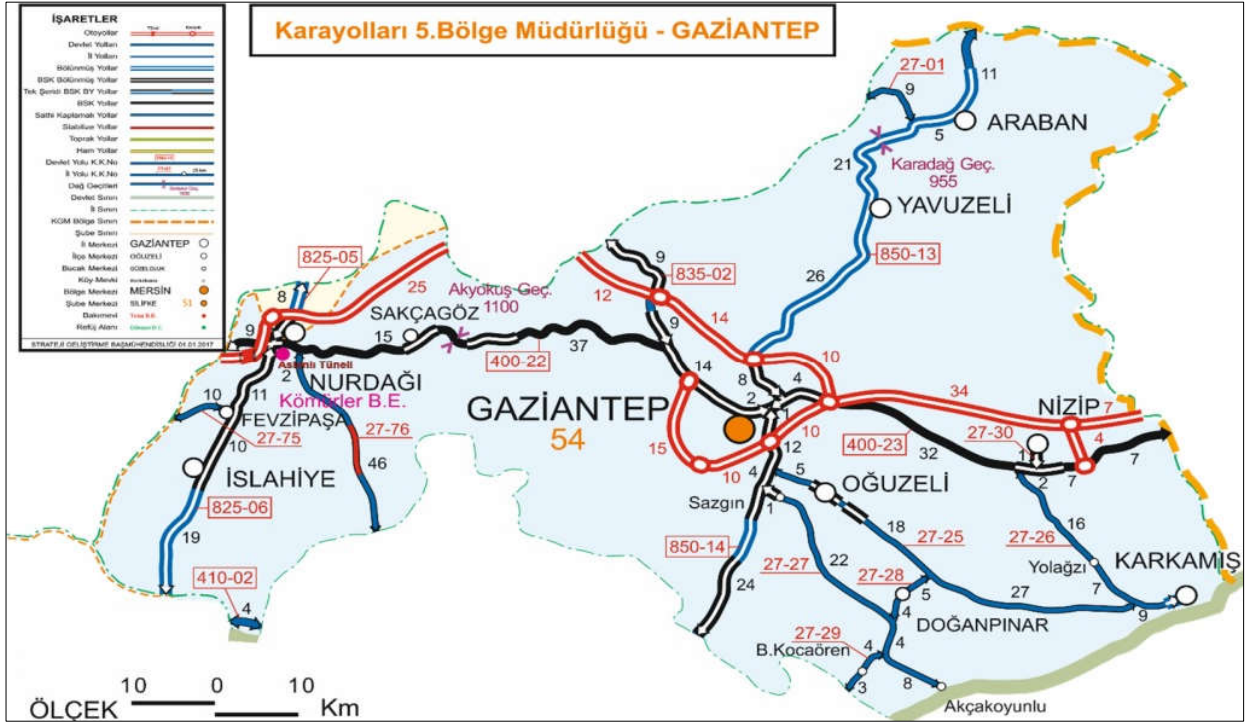 Karayolları 5.Bölge Müdürlüğü - GAZİANTEP
İŞARETLER
Otoyollar
Devlet Yolları
İl Yolları
Bölünmüş Yollar
BSK Bölünmüş Yollar
Tek Şeridi BSK BY Yollar
BSK Yollar
Sathi Kaplamalı Yollar
Stabilize Yollar
Toprak Yollar
Ham Yollar
Devlet Yolu K.K.No
İl Yolu K.K.No
Dağ Geçitleri
Devlet Sınırı
İl Sınırı
KGM Bölge Sınırı
Şube Sınırı
İl Merkezi GAZİANTEP
İlçe Merkezi OĞUZELİ
Bucak Merkezi
Köy-Mevki
Bölge Merkezi MERSİN
Şube Merkezi SİLİFKE 51
Bakımevi
Refüj Alanı
STRATEJİ GELİŞTİRME BAŞMÜHENDİSLİĞİ 01.01.2017
27-01
9
11
5
ARABAN
21
Karadağ Geç.
955
YAVUZELİ
850-13
26
825-05
8
25
9
835-02
12
14
9
Akyokuş Geç.
1100
SAKÇAGÖZ
15
9
37
400-22
Aslanlı Tüneli
2
NURDAĞI
Kömürler B.E.
11
10
FEVZİPAŞA
27-75
10
27-76
46
İSLAHİYE
825-06
19
410-02
4
14
10
8
4
2
1
34
NİZİP
7
GAZİANTEP
54
10
12
15
10
400-23
32
27-30
1
2
4
7
7
4
5
OĞUZELİ
Sazgın
1
18
27-25
16
27-26
850-14
24
27-27
22
27-28
5
4
Yolağzı
7
KARKAMIŞ
27
9
DOĞANPINAR
27-29
4
4
B.Kocaören
3
8
Akçakoyunlu
10 0 10
ÖLÇEK Km